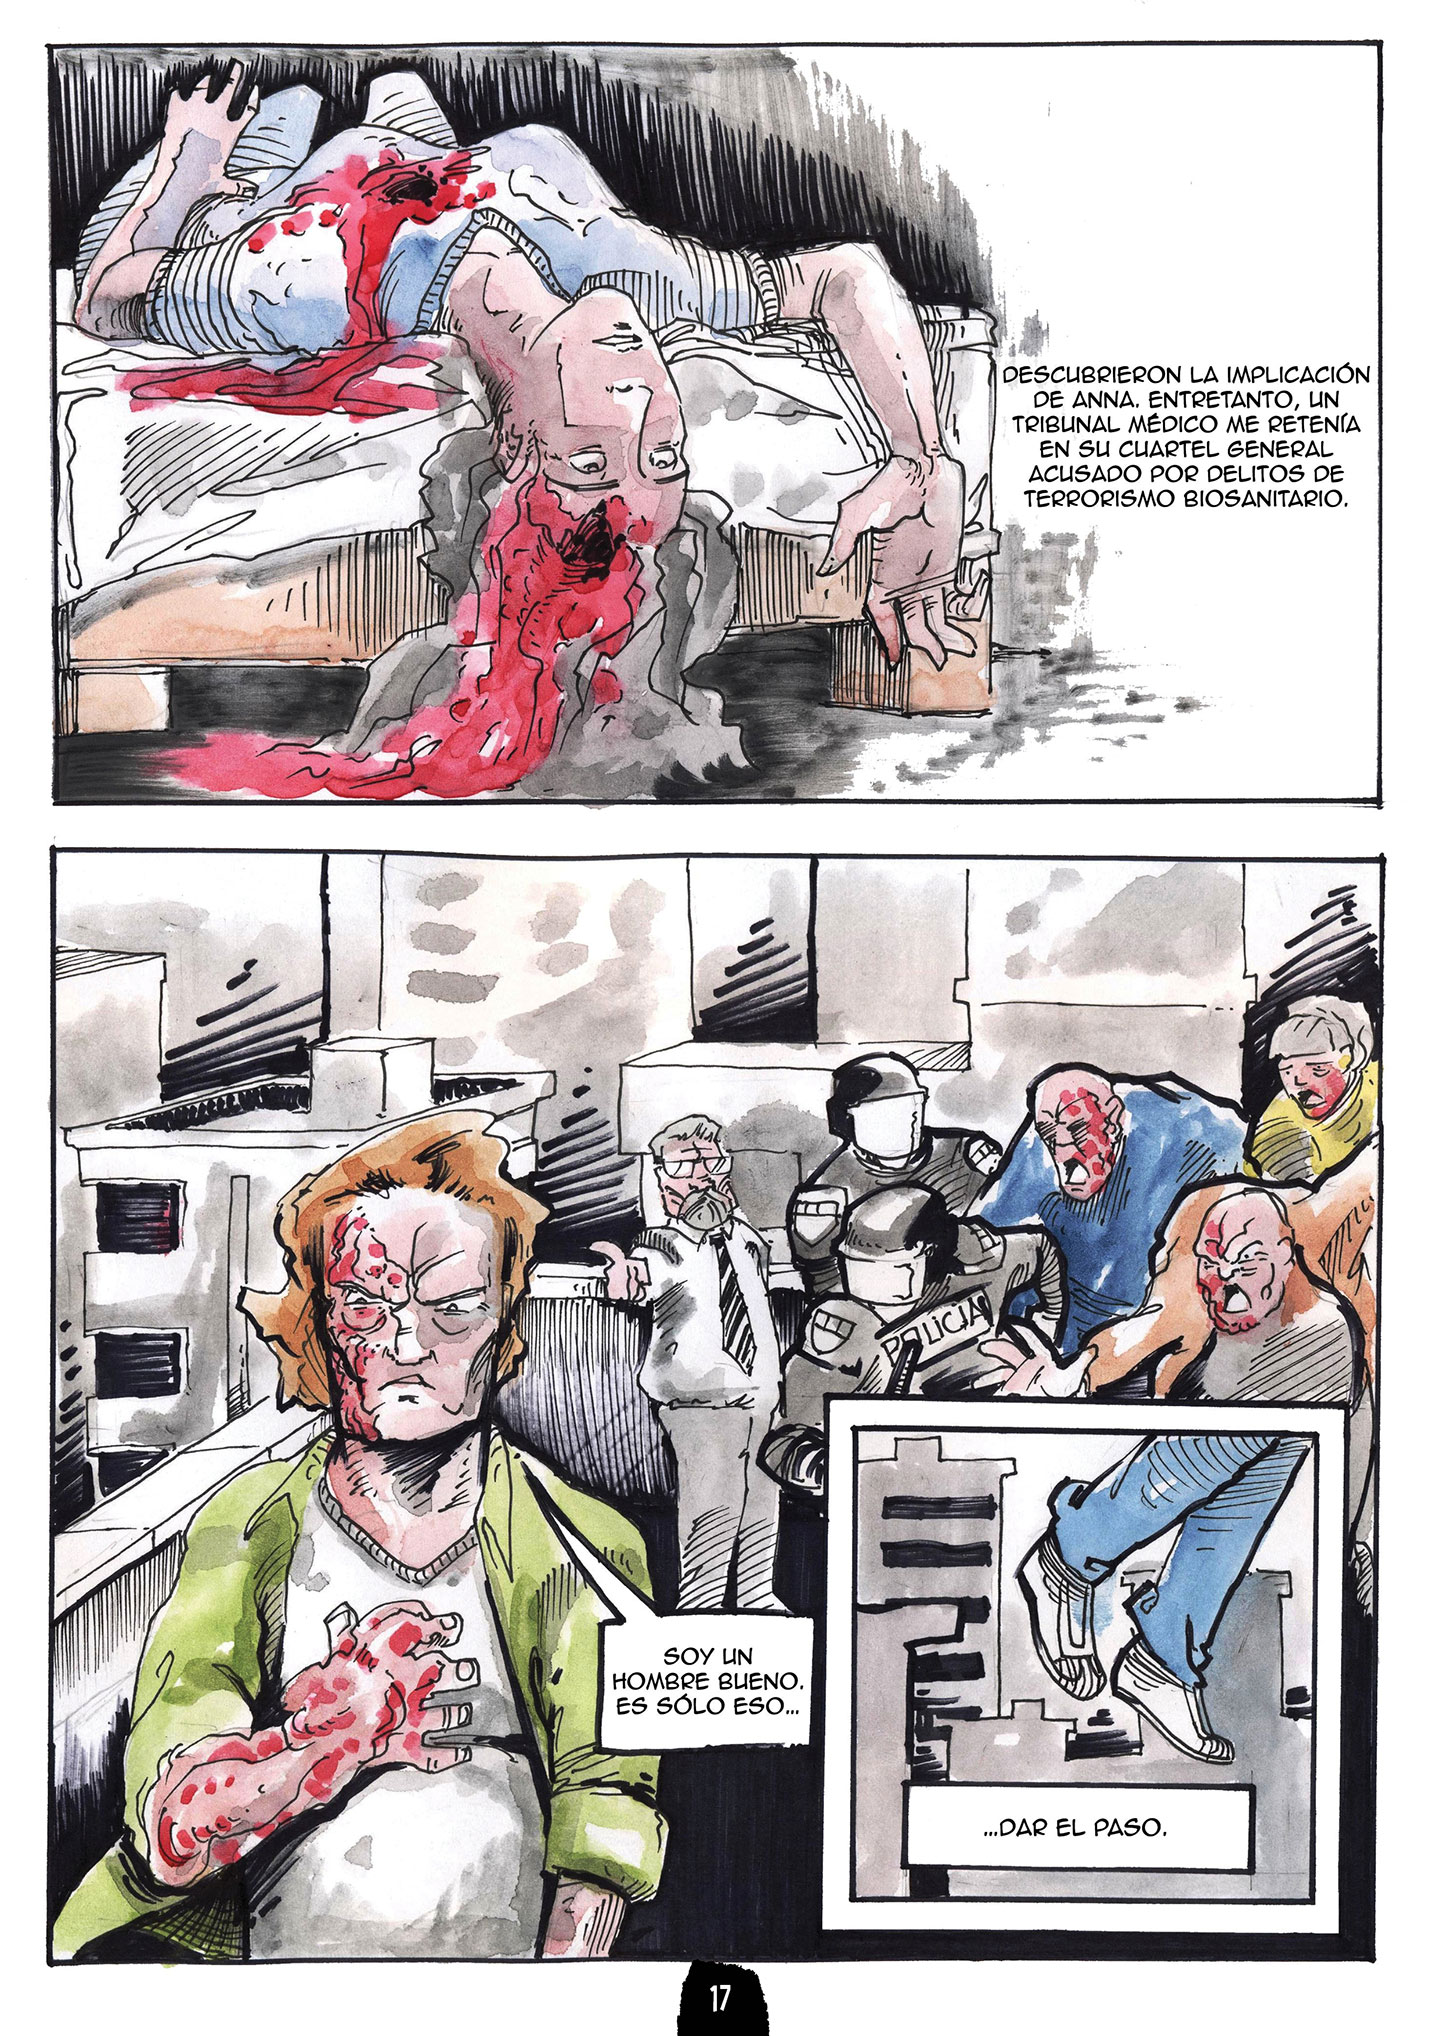 DESCUBRIERON LA IMPLICACIÓN
DE ANNA. ENTRETANTO, UN
TRIBUNAL MÉDICO ME RETENÍA
EN SU CUARTEL GENERAL
ACUSADO POR DELITOS DE
TERRORISMO BIOSANITARIO.
POLICIA
SOY UN
HOMBRE BUENO.
ES SÓLO ESO...
...DAR EL PASO.
17